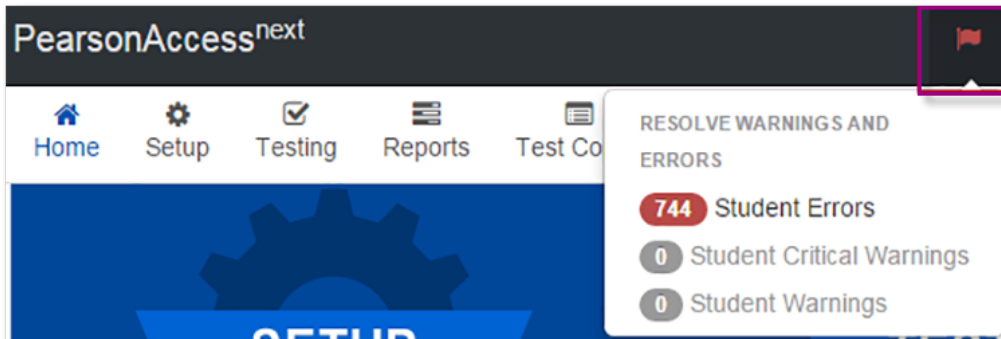 PearsonAccessnext
Home Setup Testing Reports Test Co
RESOLVE WARNINGS AND
ERRORS
744 Student Errors
0 Student Critical Warnings
0 Student Warnings
SETUP